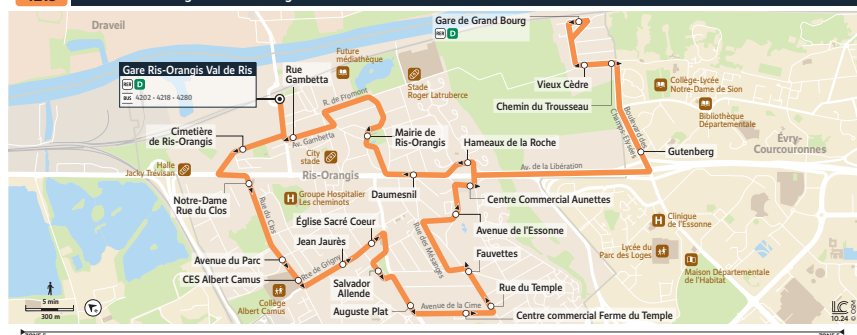 Draveil
Gare de Grand Bourg
RER D
Gare Ris-Orangis Val de Ris
RER D
BUS 4202 • 4218 • 4280
Future
médiathèque
Rue
Gambetta
R. de Fromont
Stade
Roger Latruberce
Vieux Cèdre
Chemin du Trousseau
Collège-Lycée
Notre-Dame de Sion
Bibliothèque
Départementale
Boulevard des
Champs-Elysées
Cimetière
de Ris-Orangis
Av. Gambetta
Mairie de
Ris-Orangis
Hameaux de la Roche
Gutenberg
Évry-
Courcouronnes
City
stade
Halle
Jacky Trévisan
Ris-Orangis
Av. de la Libération
Notre-Dame
Rue du Clos
Groupe Hospitalier
Les cheminots
Daumesnil
Centre Commercial Aunettes
Rue du Clos
Église Sacré Coeur
Jean Jaurès
Rue des Mésanges
Avenue de l'Essonne
Clinique
de l'Essonne
Avenue du Parc
Rte de Grigny
Fauvettes
Lycée du
Parc des Loges
CES Albert Camus
Salvador
Allende
Rue du Temple
Maison Départementale
de l'Habitat
Collège
Albert Camus
Auguste Plat
Avenue de la Cime
Centre commercial Ferme du Temple
5 min
300 m
10.24
© OSM